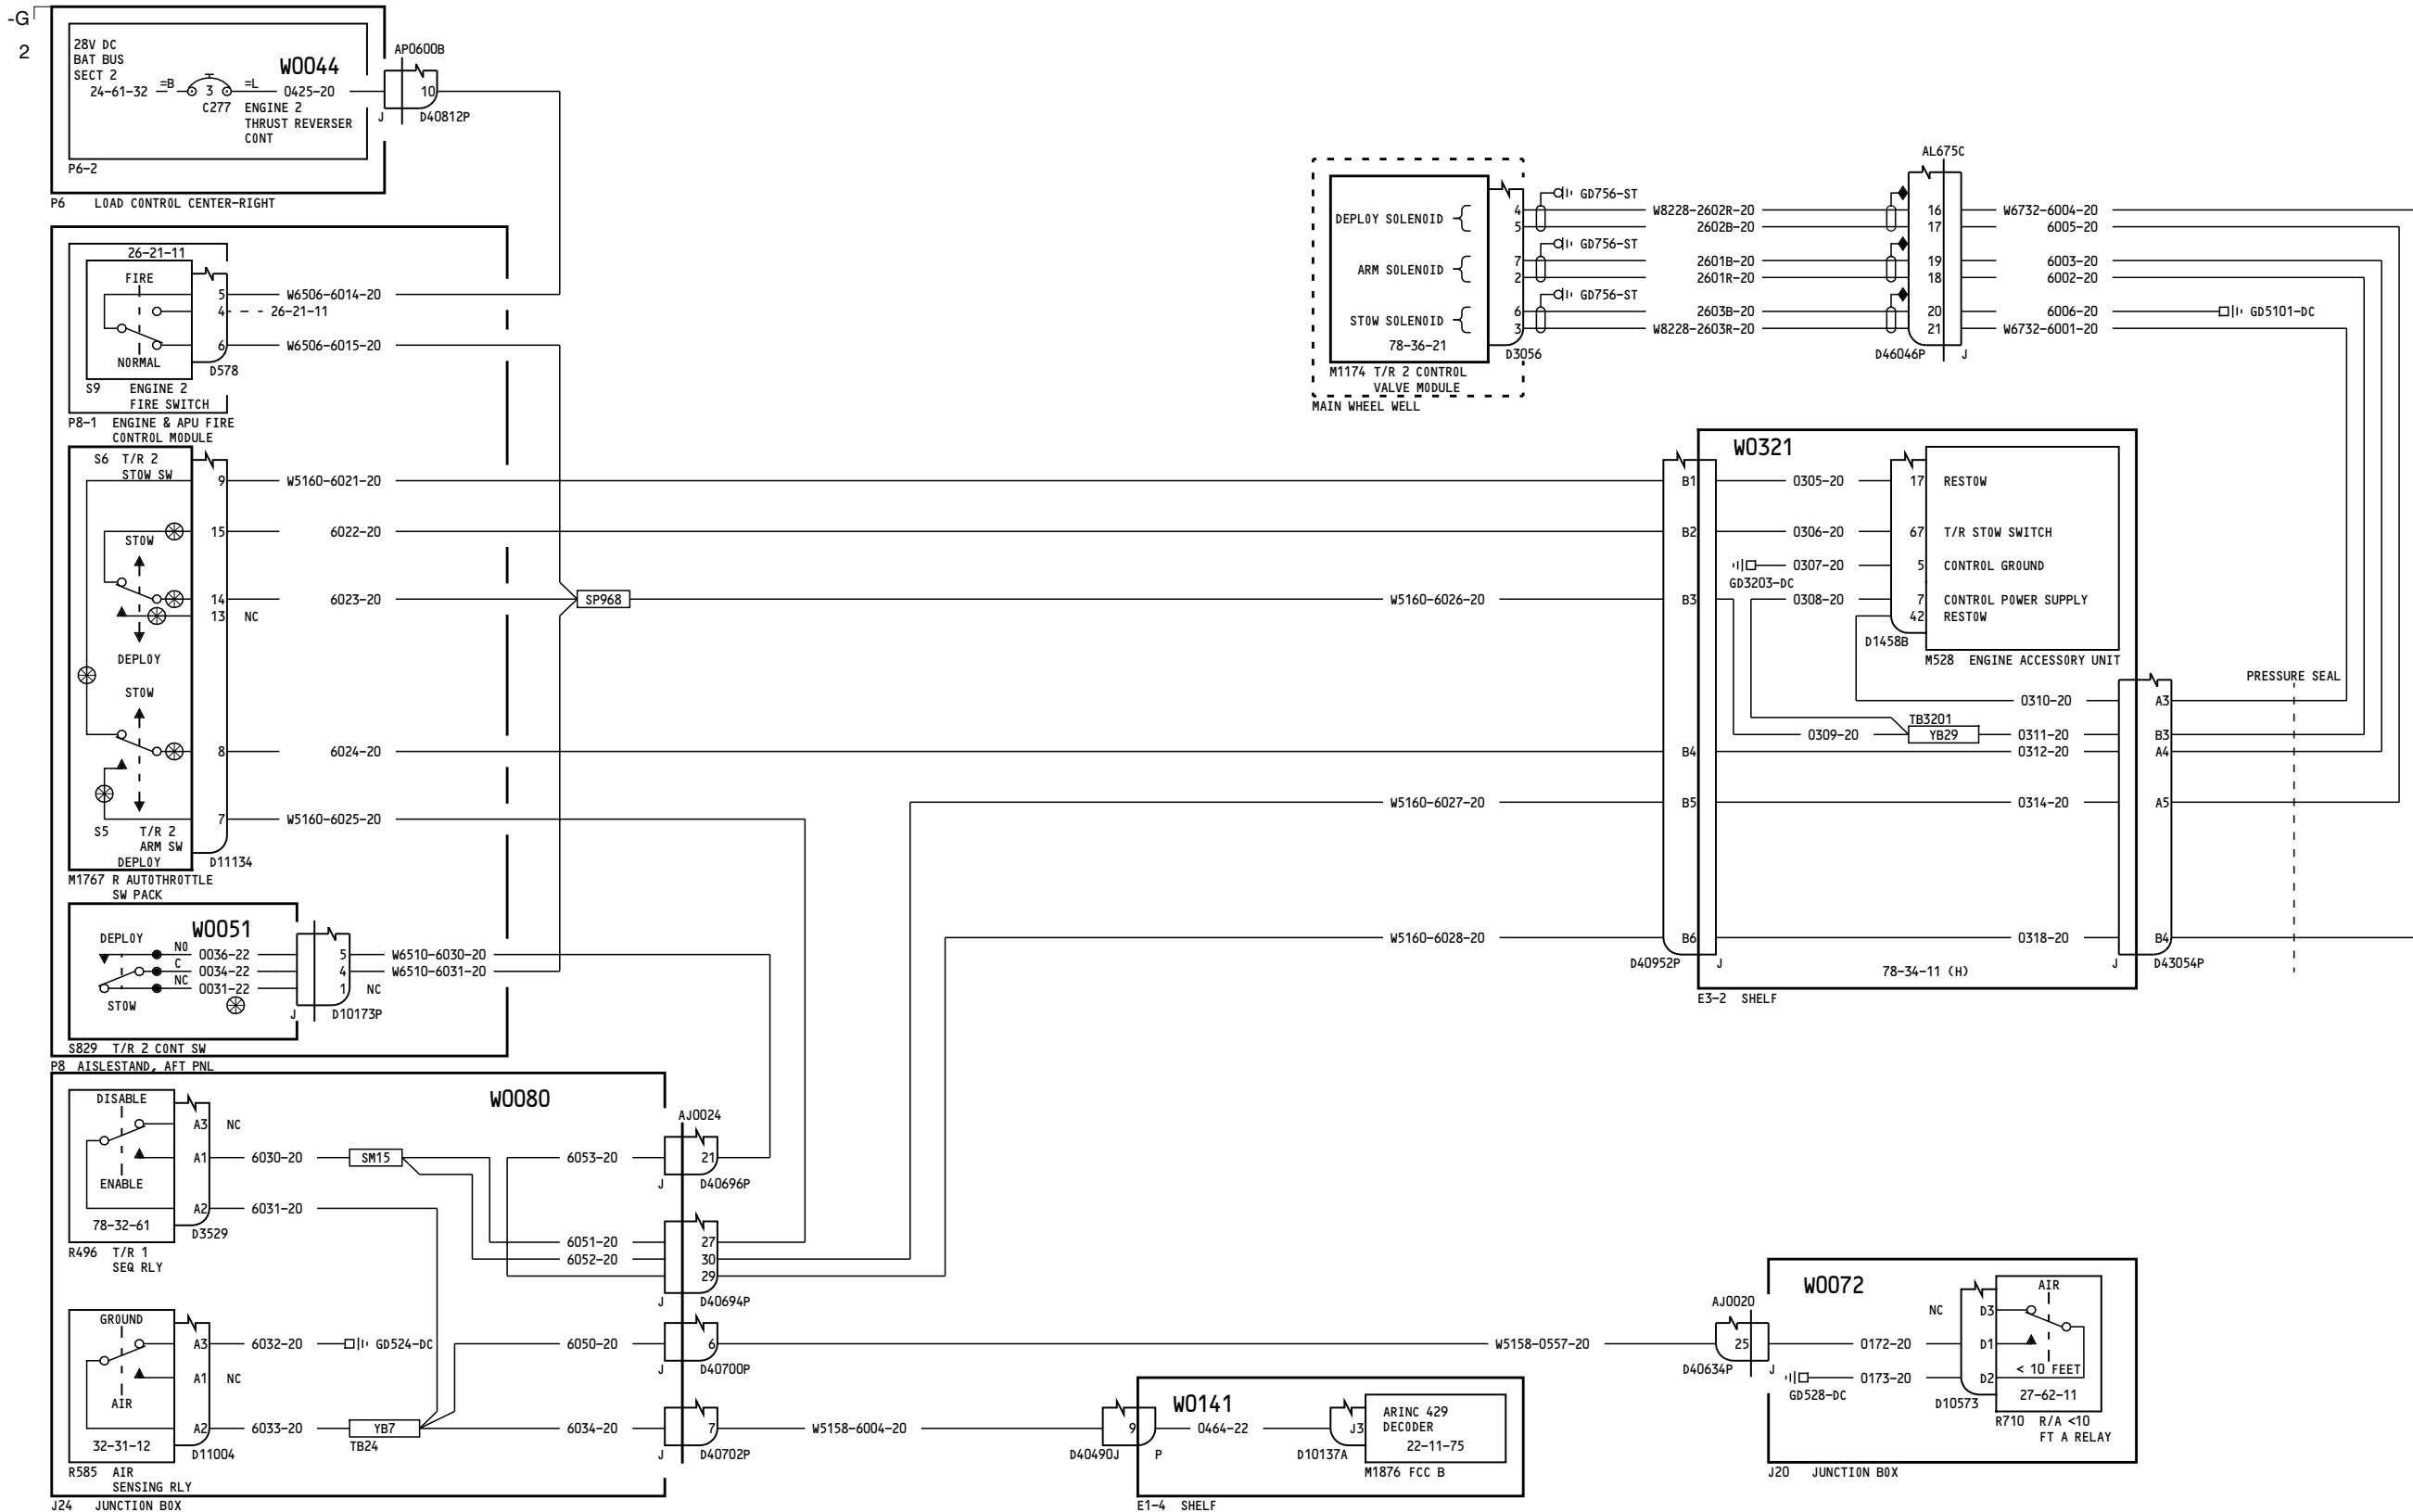 -G
2
28V DC
BAT BUS
SECT 2
24-61-32
=B
3
C277
=L
W0044
0425-20
ENGINE 2
THRUST REVERSER
CONT
P6-2
P6 LOAD CONTROL CENTER-RIGHT
AP0600B
10
J D40812P
26-21-11
FIRE
NORMAL
5 W6506-6014-20
4 26-21-11
6 W6506-6015-20
D578
S9 ENGINE 2
FIRE SWITCH
P8-1 ENGINE & APU FIRE
CONTROL MODULE
S6 T/R 2
STOW SW
9 W5160-6021-20
15 6022-20
STOW
14 6023-20
13 NC
DEPLOY
STOW
8 6024-20
7 W5160-6025-20
S5 T/R 2
ARM SW
DEPLOY
D11134
M1767 R AUTOTHROTTLE
SW PACK
SP968
W5160-6026-20
W5160-6027-20
W5160-6028-20
W0051
DEPLOY
NO 0036-22
C 0034-22
NC 0031-22
STOW
5 W6510-6030-20
4 W6510-6031-20
1 NC
J D10173P
S829 T/R 2 CONT SW
P8 AISLESTAND, AFT PNL
W0080
DISABLE
ENABLE
78-32-61
A3 NC
A1 6030-20
SM15
A2 6031-20
D3529
R496 T/R 1
SEQ RLY
GROUND
AIR
32-31-12
A3 6032-20 GD524-DC
A1 NC
A2 6033-20
YB7
TB24
D11004
R585 AIR
SENSING RLY
J24 JUNCTION BOX
AJ0024
6053-20 21
J D40696P
6051-20 27
6052-20 30
29
J D40694P
6050-20 6
J D40700P
6034-20 7
J D40702P
W5158-0557-20
W5158-6004-20
W0141
9 0464-22 J3
D40490J P
D10137A
ARINC 429
DECODER
22-11-75
M1876 FCC B
E1-4 SHELF
DEPLOY SOLENOID
ARM SOLENOID
STOW SOLENOID
78-36-21
4
5
7
2
6
3
D3056
M1174 T/R 2 CONTROL
VALVE MODULE
MAIN WHEEL WELL
GD756-ST
GD756-ST
GD756-ST
W8228-2602R-20
2602B-20
2601B-20
2601R-20
2603B-20
W8228-2603R-20
AL675C
16 W6732-6004-20
17 6005-20
19 6003-20
18 6002-20
20 6006-20 GD5101-DC
21 W6732-6001-20
D46046P J
W0321
B1 0305-20 17 RESTOW
B2 0306-20 67 T/R STOW SWITCH
0307-20 5 CONTROL GROUND
GD3203-DC
B3 0308-20 7 CONTROL POWER SUPPLY
42 RESTOW
D1458B
M528 ENGINE ACCESSORY UNIT
0310-20 A3
TB3201
0309-20 YB29 0311-20 B3
B4 0312-20 A4
B5 0314-20 A5
B6 0318-20 B4
D40952P J
78-34-11 (H)
J D43054P
E3-2 SHELF
PRESSURE SEAL
W0072
AJ0020
25
D40634P J
0172-20
0173-20
GD528-DC
NC D3
D1
D2
D10573
AIR
< 10 FEET
27-62-11
R710 R/A <10
FT A RELAY
J20 JUNCTION BOX